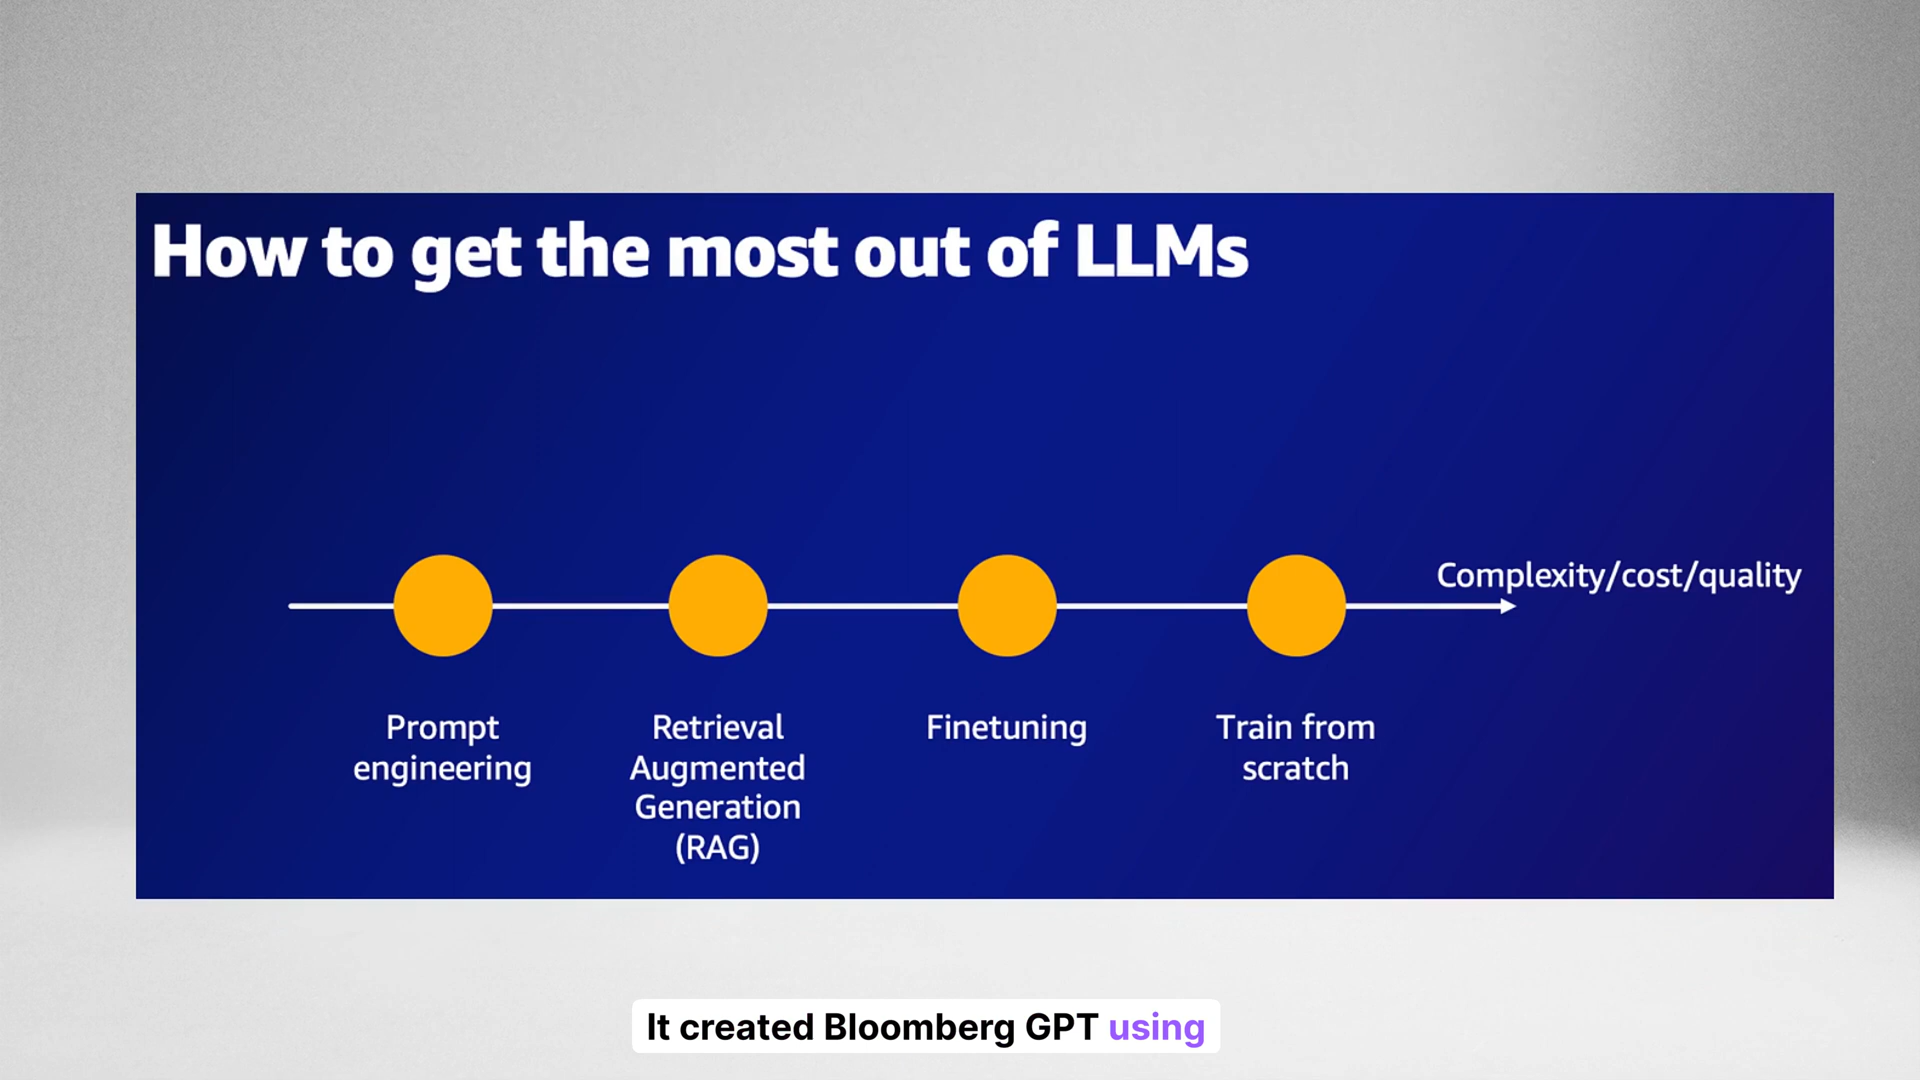 How to get the most out of LLMs
Complexity/cost/quality
Prompt
engineering
Retrieval
Augmented
Generation
(RAG)
Finetuning
Train from
scratch
It created Bloomberg GPT using